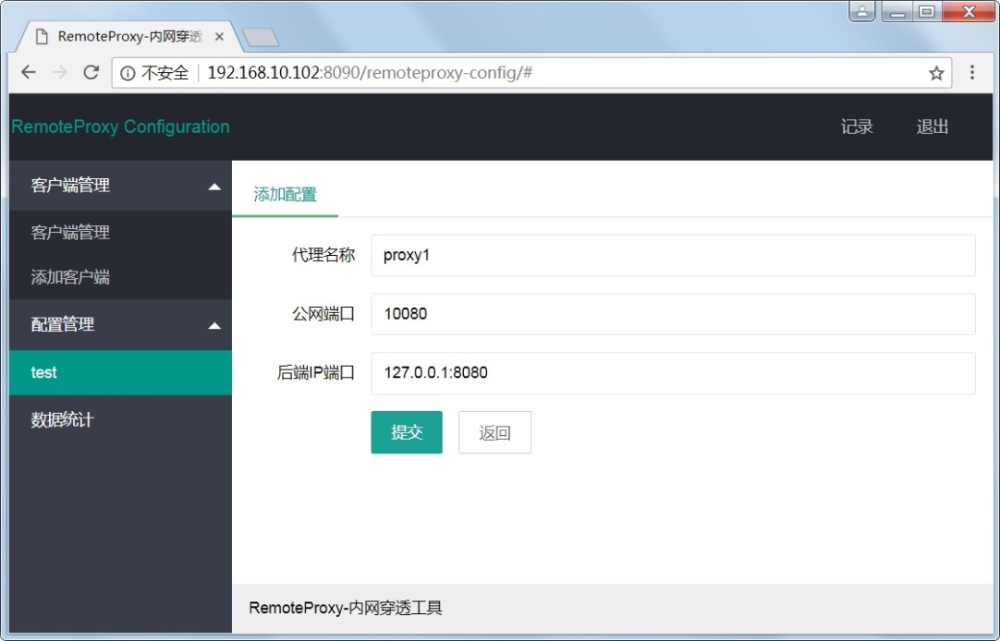 RemoteProxy-内网穿透
不安全 192.168.10.102:8090/remoteproxy-config/#
RemoteProxy Configuration
记录 退出
客户端管理
客户端管理
添加客户端
配置管理
test
数据统计
添加配置
代理名称 proxy1
公网端口 10080
后端IP端口 127.0.0.1:8080
提交 返回
RemoteProxy-内网穿透工具